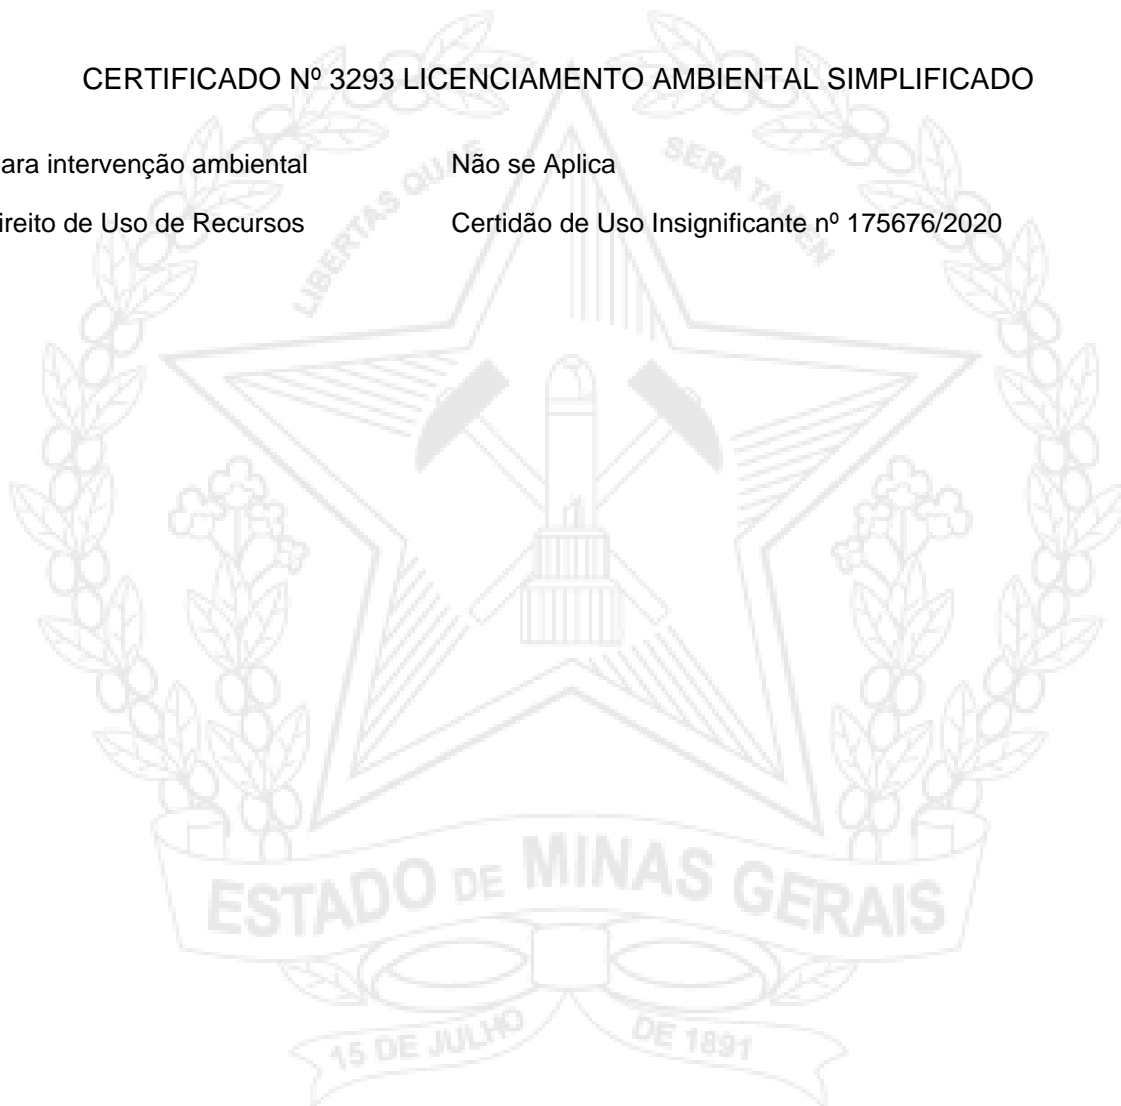 CERTIFICADO Nº 3293 LICENCIAMENTO AMBIENTAL SIMPLIFICADO
ara intervenção ambiental Não se Aplica
ireito de Uso de Recursos Certidão de Uso Insignificante nº 175676/2020
LIBERTAS QUÆ SERA TAMEN
ESTADO DE MINAS GERAIS
15 DE JULHO DE 1891